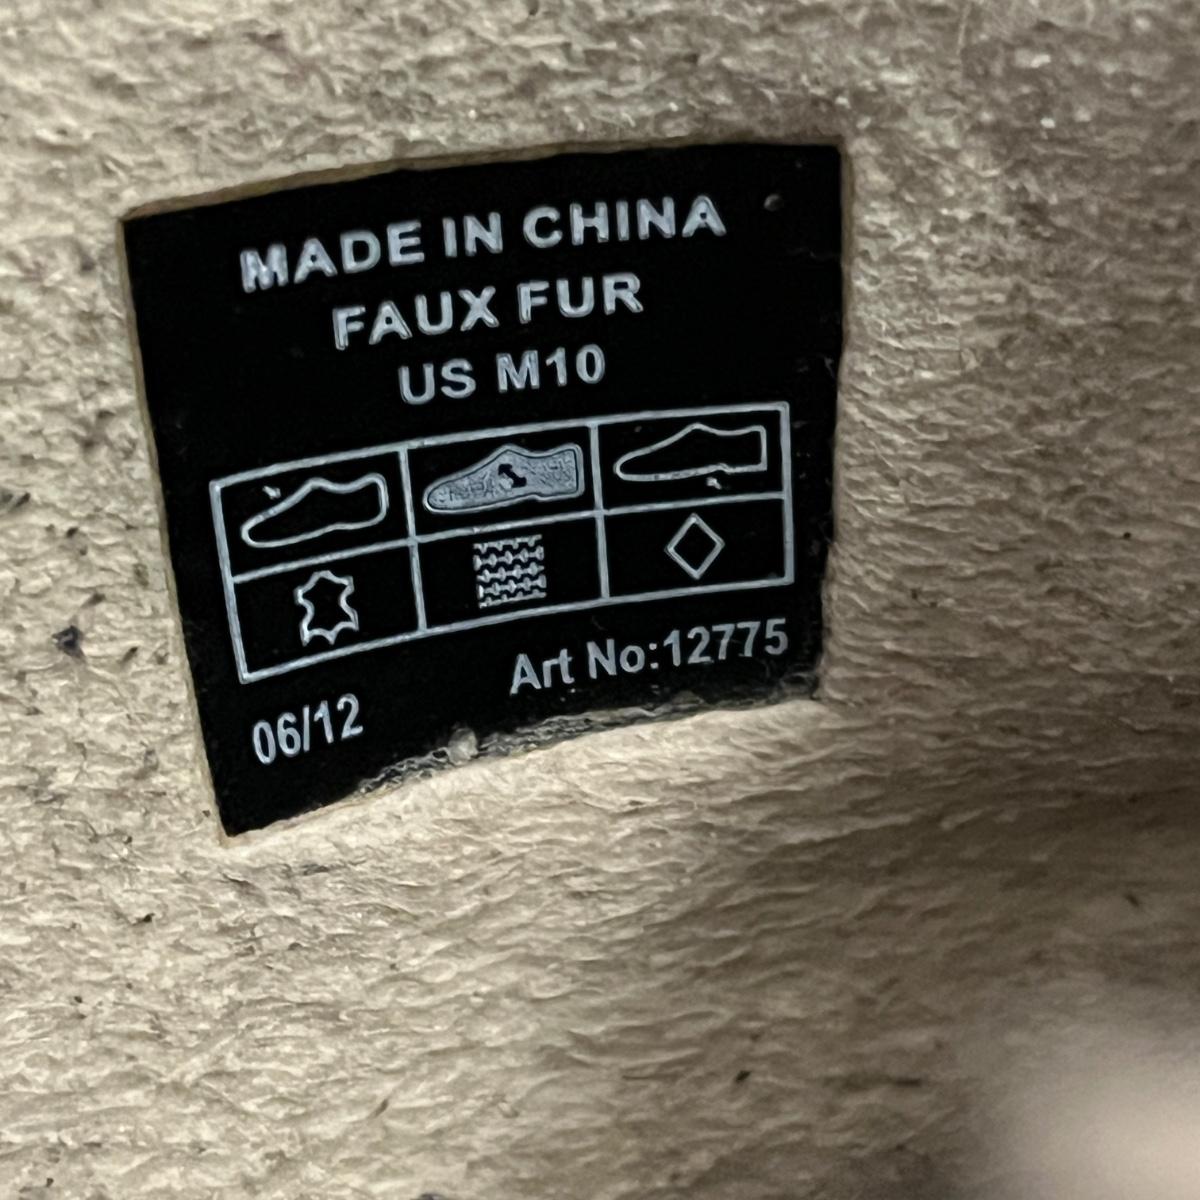 MADE IN CHINA
FAUX FUR
US M10
Art No:12775
06/12